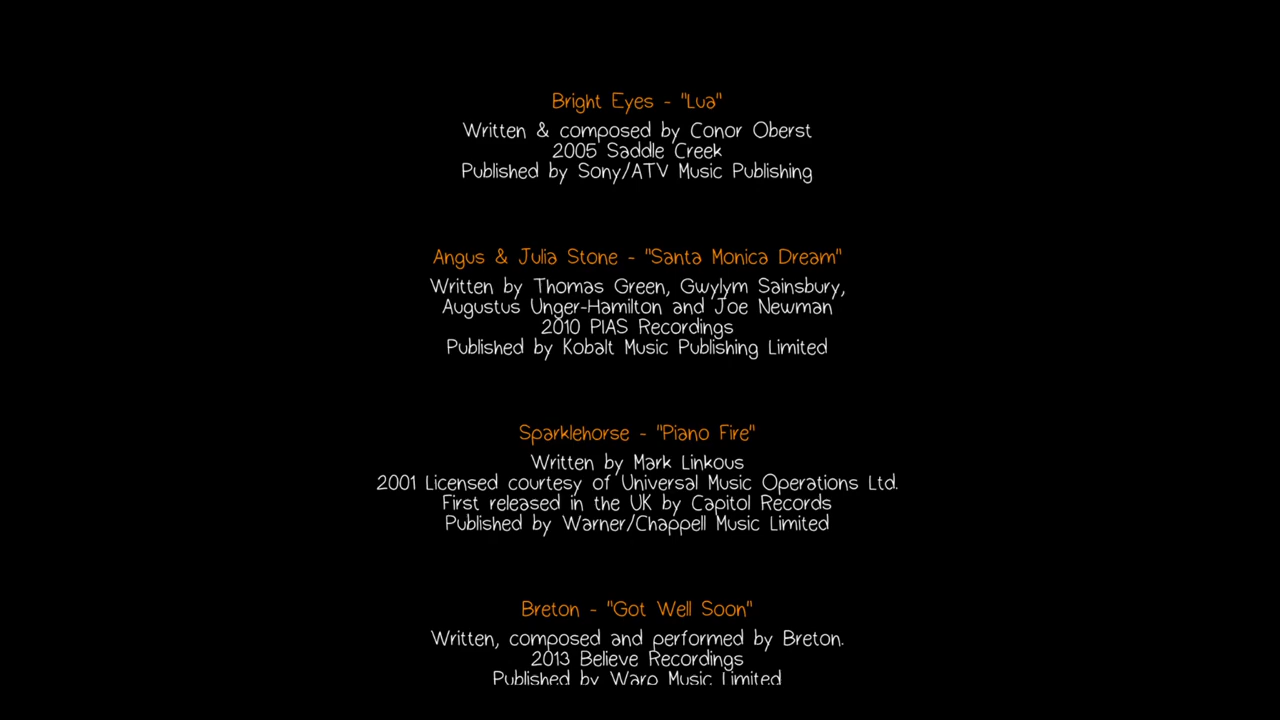 Bright Eyes - "Lua"
Written & composed by Conor Oberst
2005 Saddle Creek
Published by Sony/ATV Music Publishing
Angus & Julia Stone - "Santa Monica Dream"
Written by Thomas Green, Gwylym Sainsbury,
Augustus Unger-Hamilton and Joe Newman
2010 PIAS Recordings
Published by Kobalt Music Publishing Limited
Sparklehorse - "Piano Fire"
Written by Mark Linkous
2001 Licensed courtesy of Universal Music Operations Ltd.
First released in the UK by Capitol Records
Published by Warner/Chappell Music Limited
Breton - "Got Well Soon"
Written, composed and performed by Breton.
2013 Believe Recordings
Published by Warp Music Limited